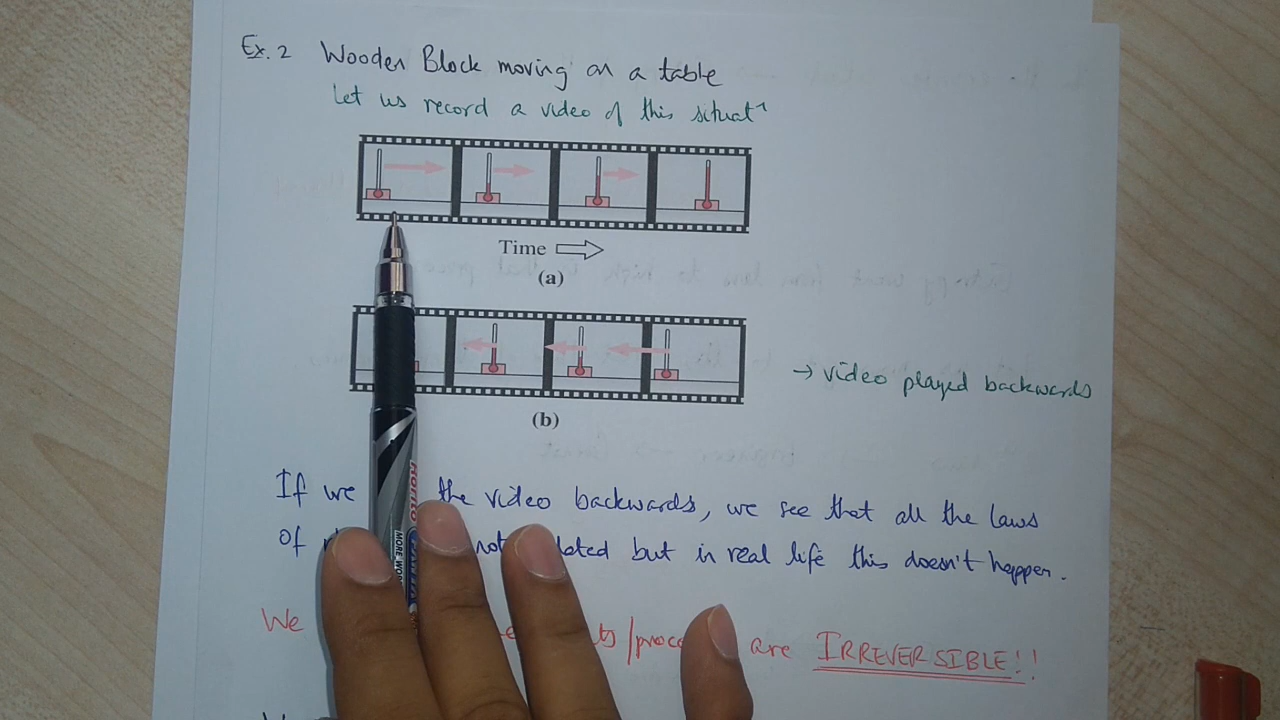 Ex. 2 Wooden Block moving on a table
Let us record a video of this situatⁿ
Time
(a)
(b)
→ video played backwards
If we the video backwards, we see that all the laws
of not but in real life this doesn't happen.
We are IRREVERSIBLE!!